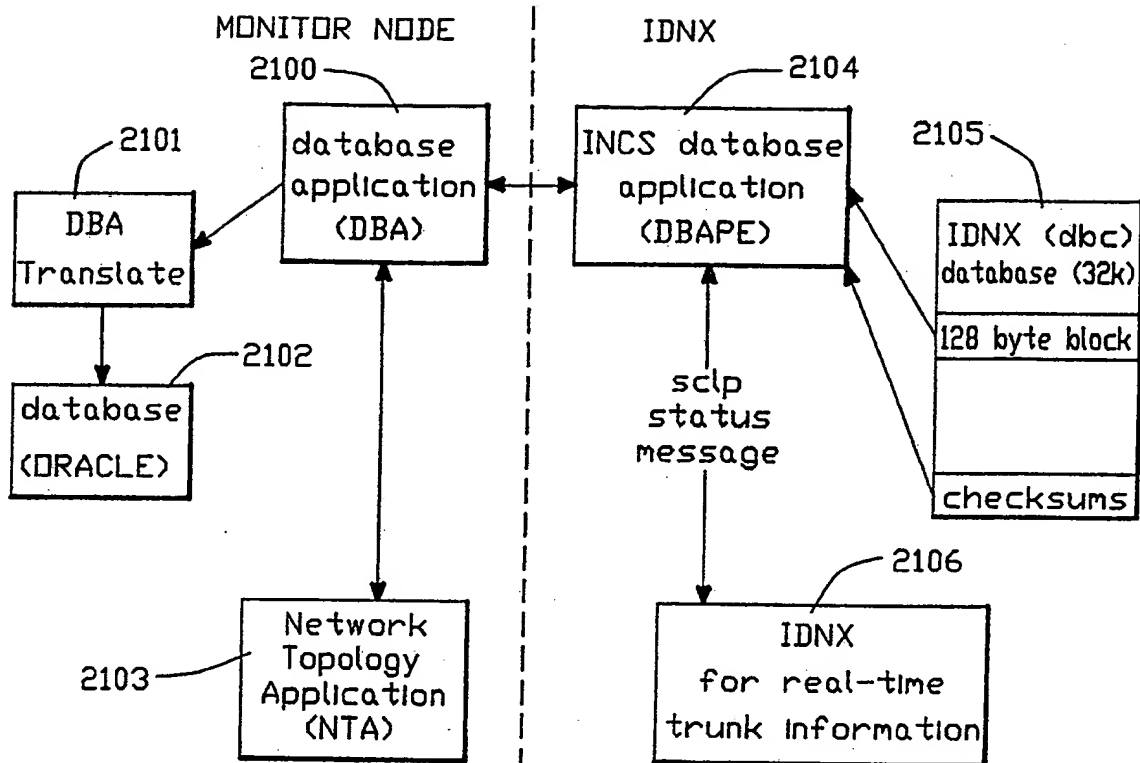 MONITOR NODE
IDNX
2100
2104
2101
2105
database
application
(DBA)
INCS database
application
(DBAPE)
DBA
Translate
IDNX (dbc)
database (32k)
128 byte block
checksums
2102
database
(ORACLE)
sclp
status
message
2106
2103
Network
Topology
Application
(NTA)
IDNX
for real-time
trunk information